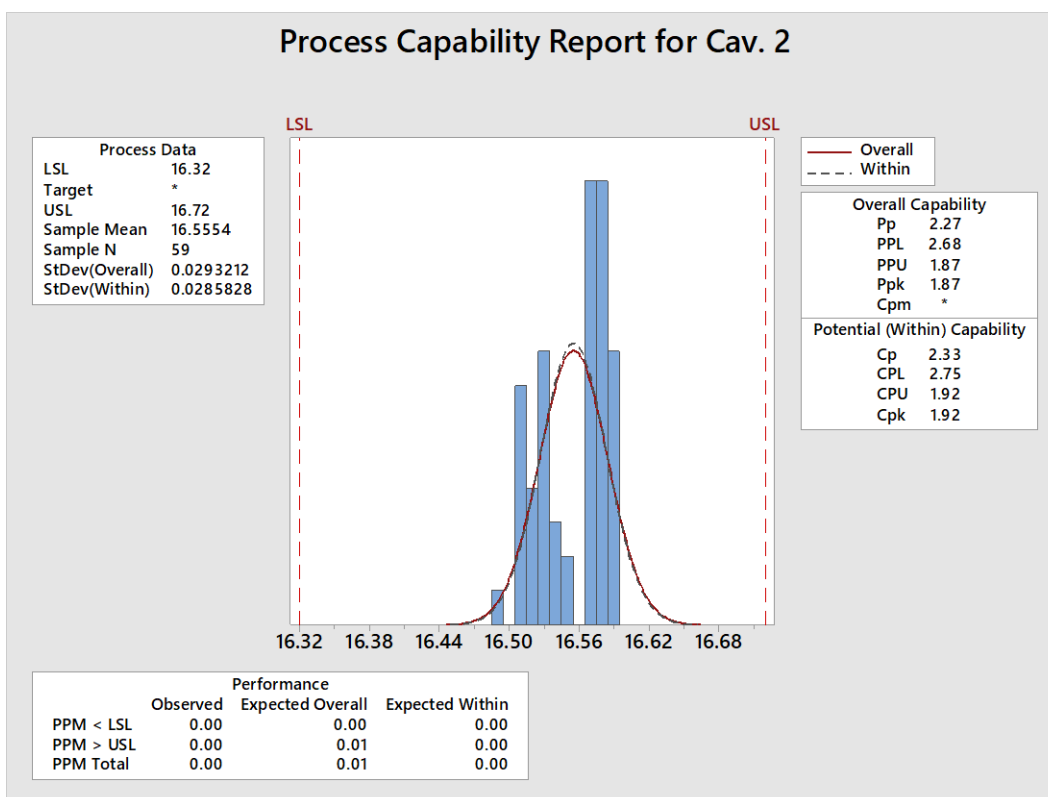 Process Capability Report for Cav. 2
LSL USL
Process Data
LSL 16.32
Target *
USL 16.72
Sample Mean 16.5554
Sample N 59
StDev(Overall) 0.0293212
StDev(Within) 0.0285828
Overall
Within
Overall Capability
Pp 2.27
PPL 2.68
PPU 1.87
Ppk 1.87
Cpm *
Potential (Within) Capability
Cp 2.33
CPL 2.75
CPU 1.92
Cpk 1.92
16.32 16.38 16.44 16.50 16.56 16.62 16.68
Performance
Observed Expected Overall Expected Within
PPM < LSL 0.00 0.00 0.00
PPM > USL 0.00 0.01 0.00
PPM Total 0.00 0.01 0.00